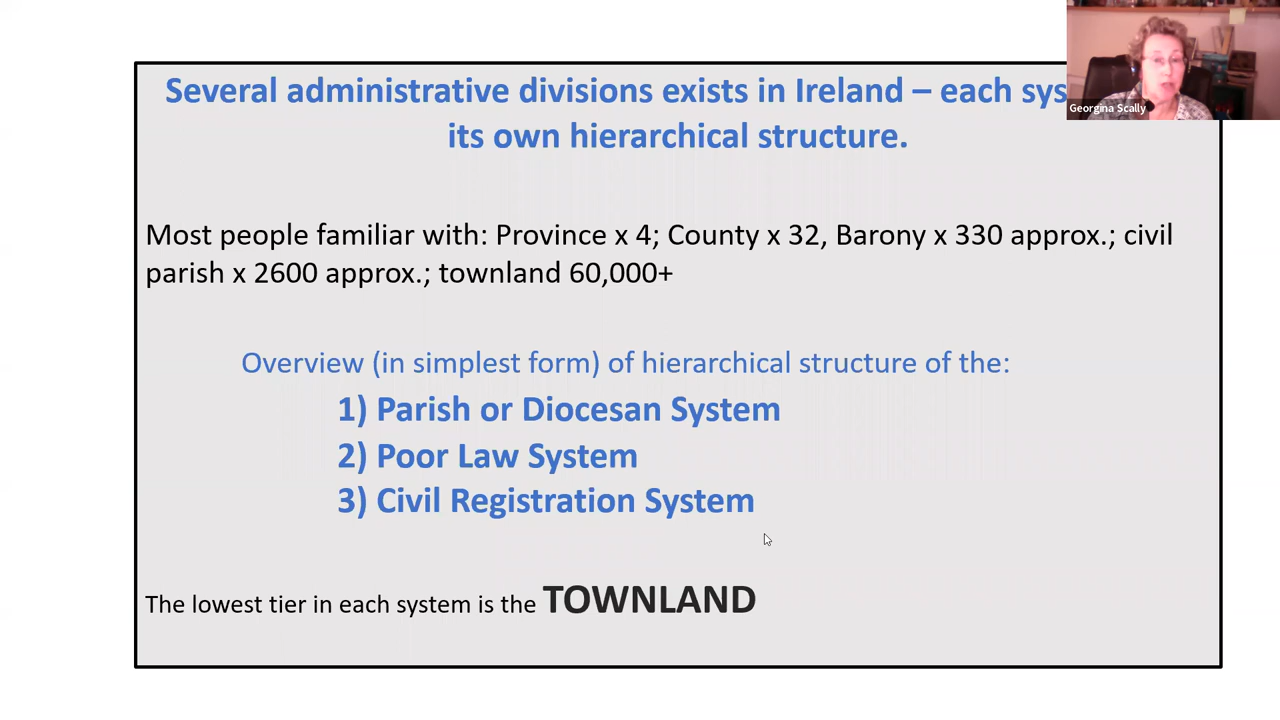 Several administrative divisions exists in Ireland – each sys
its own hierarchical structure.
Most people familiar with: Province x 4; County x 32, Barony x 330 approx.; civil
parish x 2600 approx.; townland 60,000+
Overview (in simplest form) of hierarchical structure of the:
1) Parish or Diocesan System
2) Poor Law System
3) Civil Registration System
The lowest tier in each system is the TOWNLAND
Georgina Scally